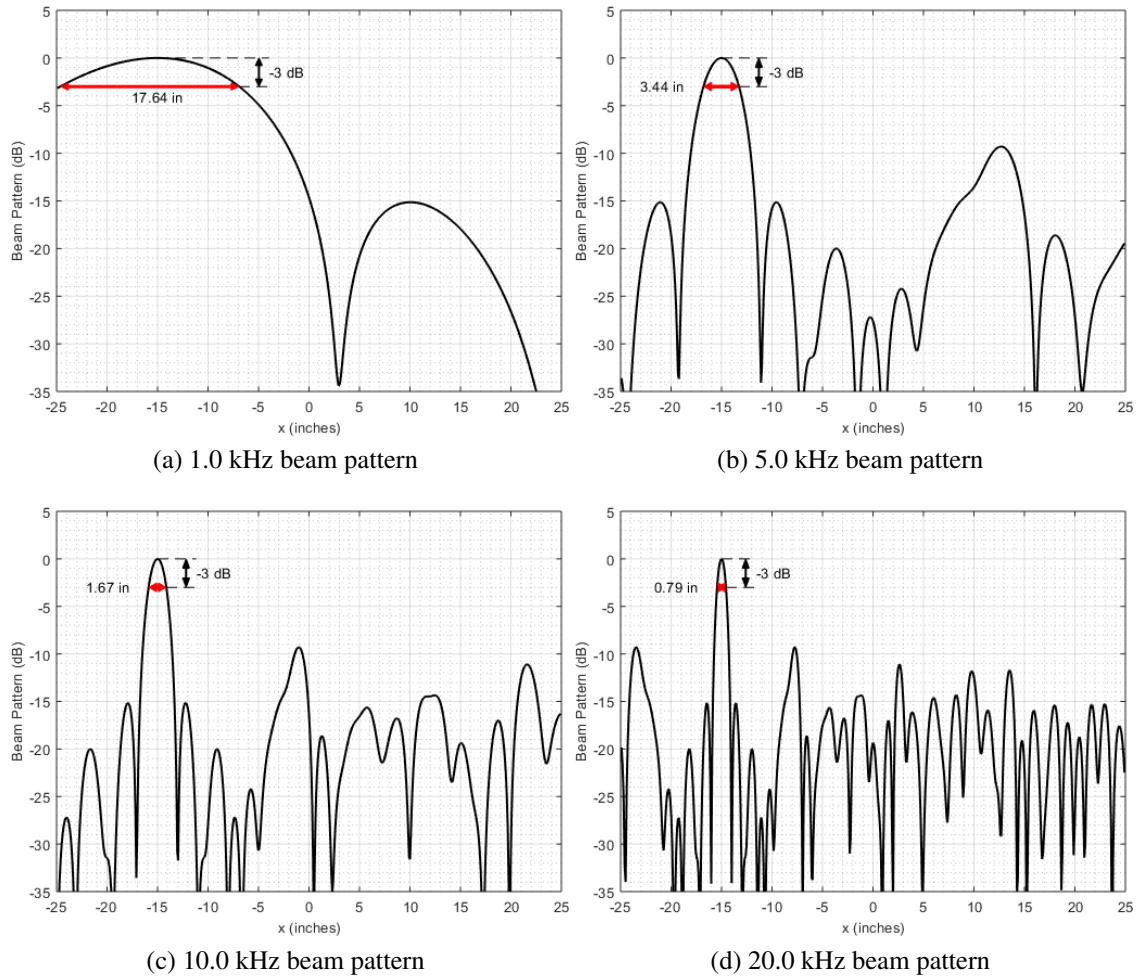 5
0
-5
-10
-15
-20
-25
-30
-35
Beam Pattern (dB)
-3 dB
17.64 in
-25 -20 -15 -10 -5 0 5 10 15 20 25
x (inches)
(a) 1.0 kHz beam pattern
5
0
-5
-10
-15
-20
-25
-30
-35
Beam Pattern (dB)
-3 dB
3.44 in
-25 -20 -15 -10 -5 0 5 10 15 20 25
x (inches)
(b) 5.0 kHz beam pattern
5
0
-5
-10
-15
-20
-25
-30
-35
Beam Pattern (dB)
-3 dB
1.67 in
-25 -20 -15 -10 -5 0 5 10 15 20 25
x (inches)
(c) 10.0 kHz beam pattern
5
0
-5
-10
-15
-20
-25
-30
-35
Beam Pattern (dB)
-3 dB
0.79 in
-25 -20 -15 -10 -5 0 5 10 15 20 25
x (inches)
(d) 20.0 kHz beam pattern